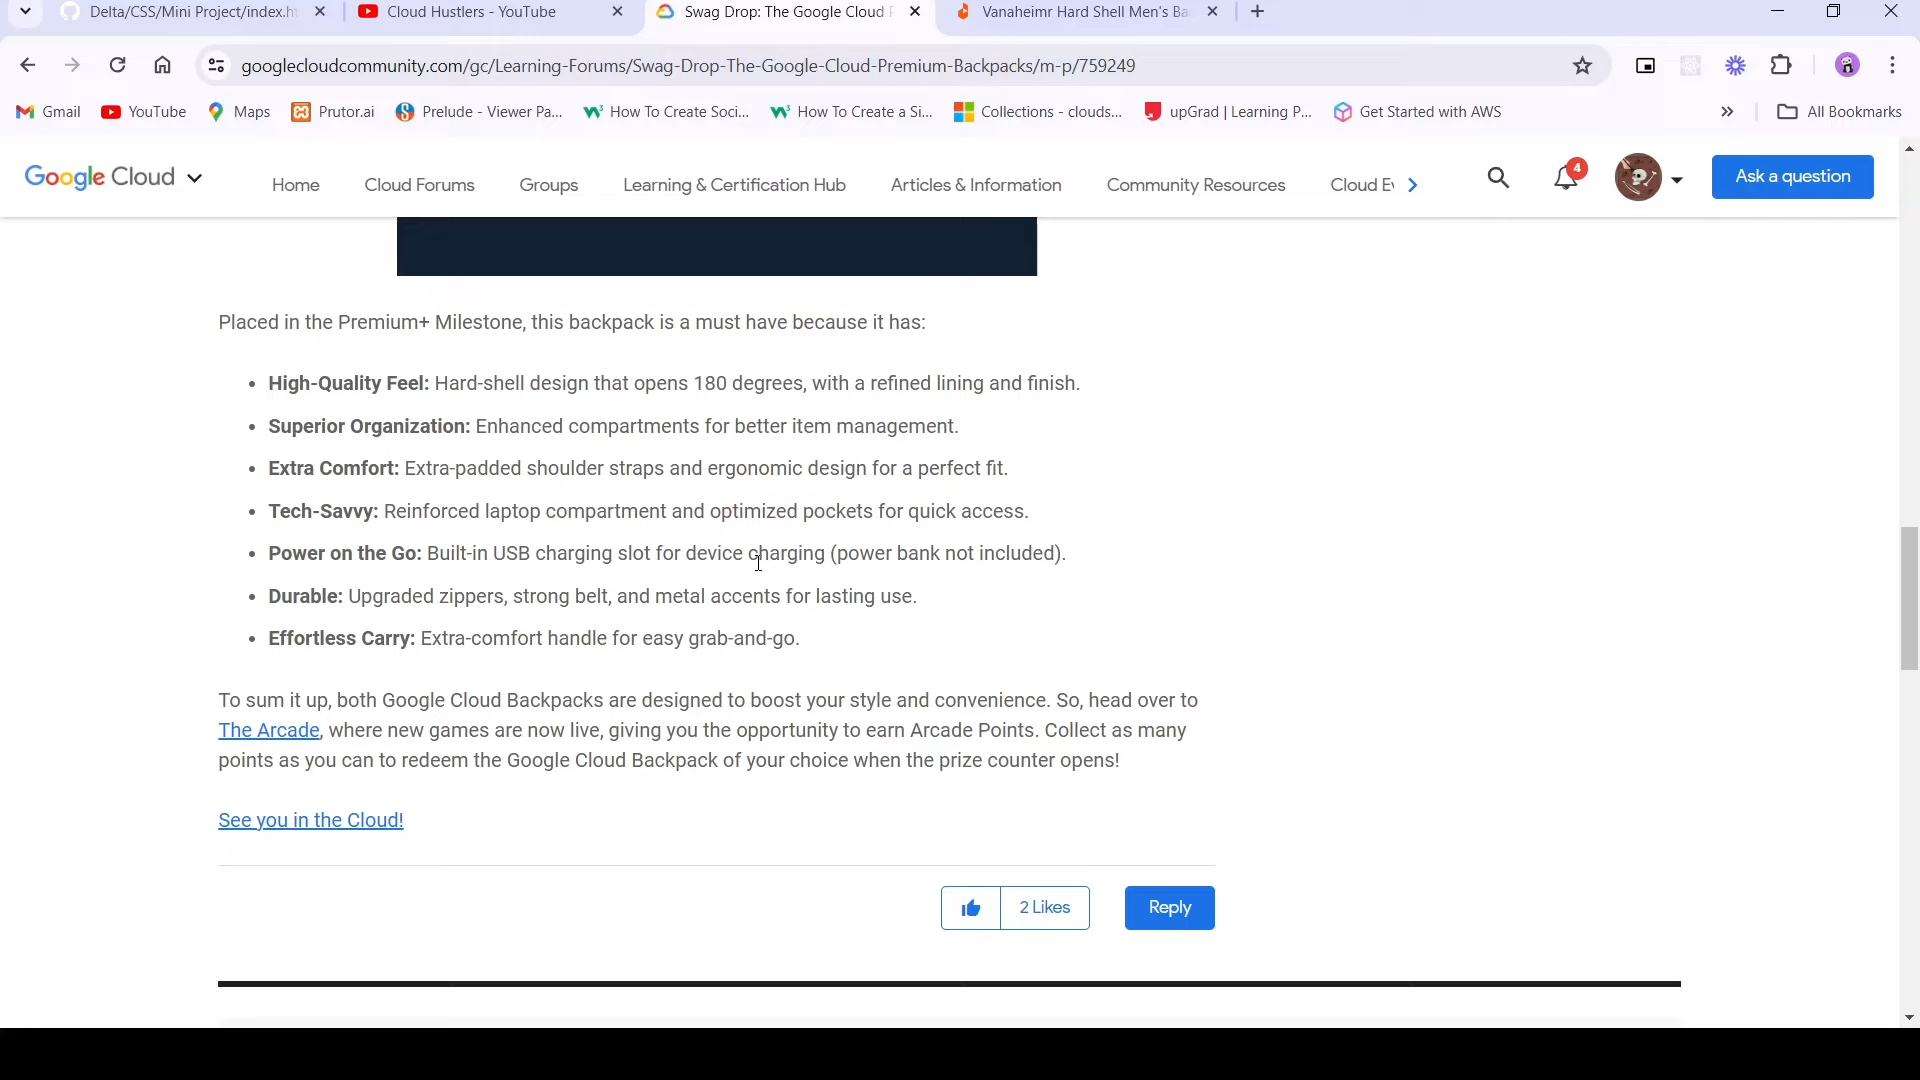 Delta/CSS/Mini Project/index.h
Cloud Hustlers - YouTube
Swag Drop: The Google Cloud
Vanaheimr Hard Shell Men's Ba
googlecloudcommunity.com/gc/Learning-Forums/Swag-Drop-The-Google-Cloud-Premium-Backpacks/m-p/759249
Gmail
YouTube
Maps
Prutor.ai
Prelude - Viewer Pa...
How To Create Soci...
How To Create a Si...
Collections - clouds...
upGrad | Learning P...
Get Started with AWS
All Bookmarks
Google Cloud
Home
Cloud Forums
Groups
Learning & Certification Hub
Articles & Information
Community Resources
Cloud Ev
4
Ask a question
Placed in the Premium+ Milestone, this backpack is a must have because it has:
• High-Quality Feel: Hard-shell design that opens 180 degrees, with a refined lining and finish.
• Superior Organization: Enhanced compartments for better item management.
• Extra Comfort: Extra-padded shoulder straps and ergonomic design for a perfect fit.
• Tech-Savvy: Reinforced laptop compartment and optimized pockets for quick access.
• Power on the Go: Built-in USB charging slot for device charging (power bank not included).
• Durable: Upgraded zippers, strong belt, and metal accents for lasting use.
• Effortless Carry: Extra-comfort handle for easy grab-and-go.
To sum it up, both Google Cloud Backpacks are designed to boost your style and convenience. So, head over to
The Arcade, where new games are now live, giving you the opportunity to earn Arcade Points. Collect as many
points as you can to redeem the Google Cloud Backpack of your choice when the prize counter opens!
See you in the Cloud!
2 Likes
Reply